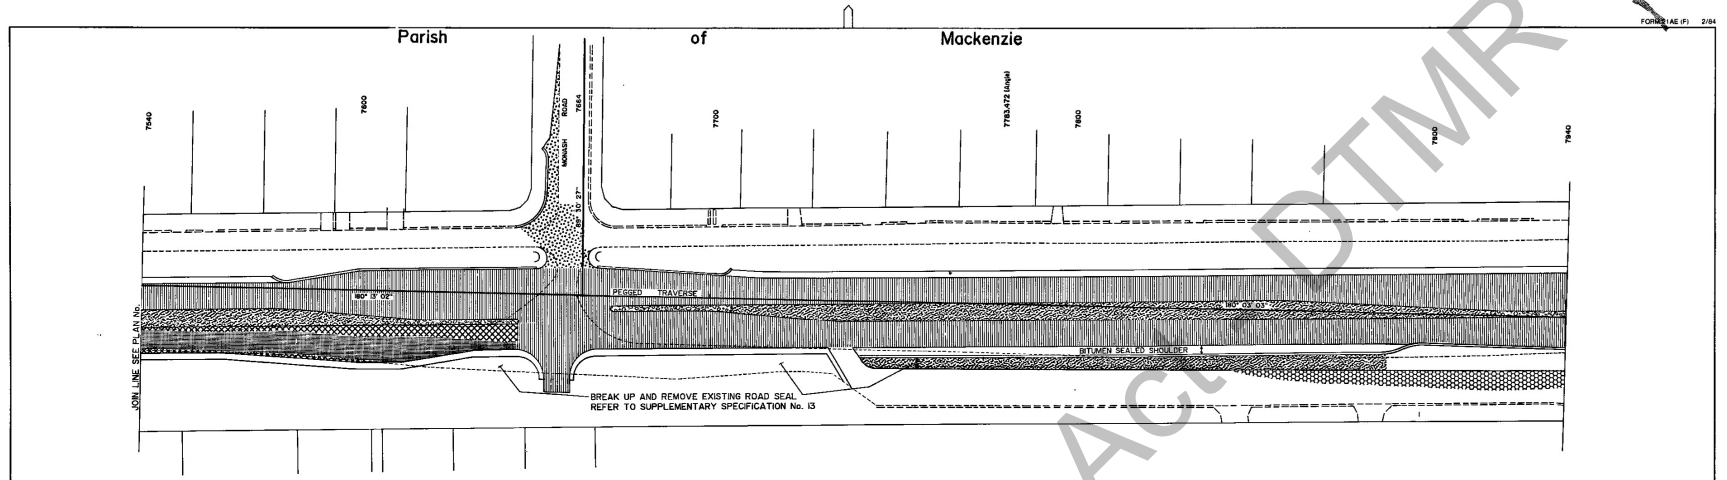 FORM 21AE (F) 2/84
Parish of Mackenzie
7540
7600
MONASH ROAD
7664
89° 30' 27"
7700
7783.472 (Angle)
7800
7900
7940
180° 13' 02"
PEGGED TRAVERSE
180° 03' 03"
BITUMEN SEALED SHOULDER
JOIN LINE SEE PLAN No.
BREAK UP AND REMOVE EXISTING ROAD SEAL
REFER TO SUPPLEMENTARY SPECIFICATION No. 13
Act - DTMR